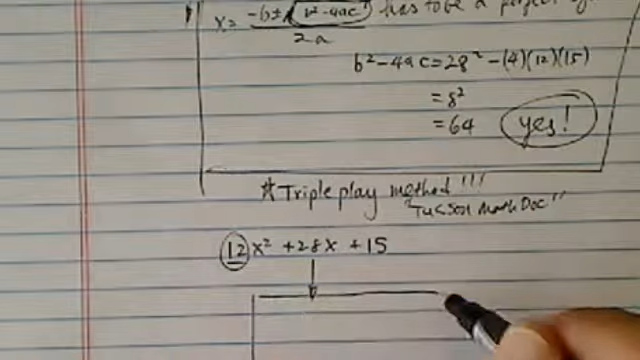 x = -b ± √b² - 4ac has to be a perfect
2a
b² - 4ac = 28² - (4)(12)(15)
= 8²
= 64 yes!
☆ Triple play method!!!
"Tucson Math Doc"
12x² + 28x + 15